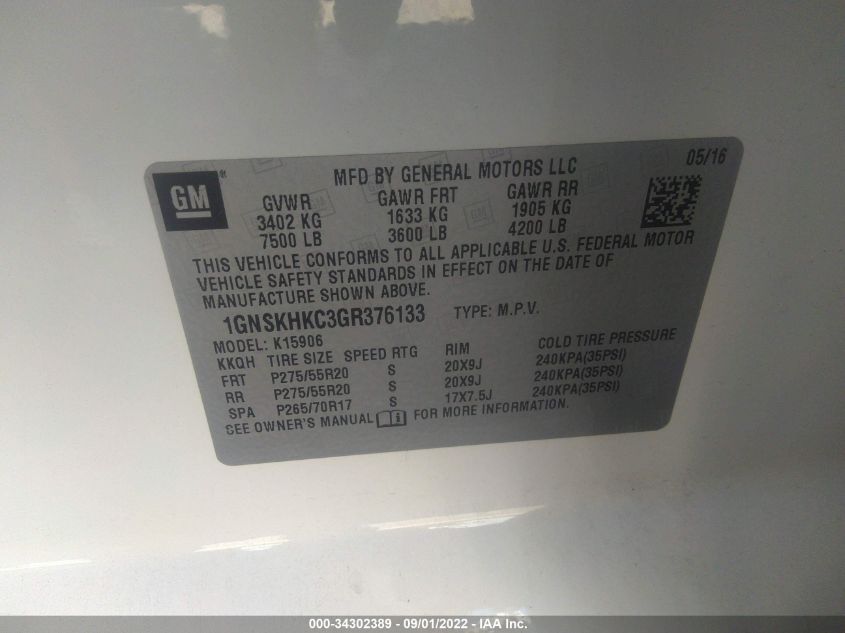 GM®
MFD BY GENERAL MOTORS LLC
05/16
GVWR GAWR FRT GAWR RR
3402 KG 1633 KG 1905 KG
7500 LB 3600 LB 4200 LB
THIS VEHICLE CONFORMS TO ALL APPLICABLE U.S. FEDERAL MOTOR
VEHICLE SAFETY STANDARDS IN EFFECT ON THE DATE OF
MANUFACTURE SHOWN ABOVE.
1GNSKHKC3GR376133 TYPE: M.P.V.
MODEL: K15906
KKQH TIRE SIZE SPEED RTG RIM COLD TIRE PRESSURE
FRT P275/55R20 S 20X9J 240KPA(35PSI)
RR P275/55R20 S 20X9J 240KPA(35PSI)
SPA P265/70R17 S 17X7.5J 240KPA(35PSI)
SEE OWNER'S MANUAL FOR MORE INFORMATION.
000-34302389 - 09/01/2022 - IAA Inc.